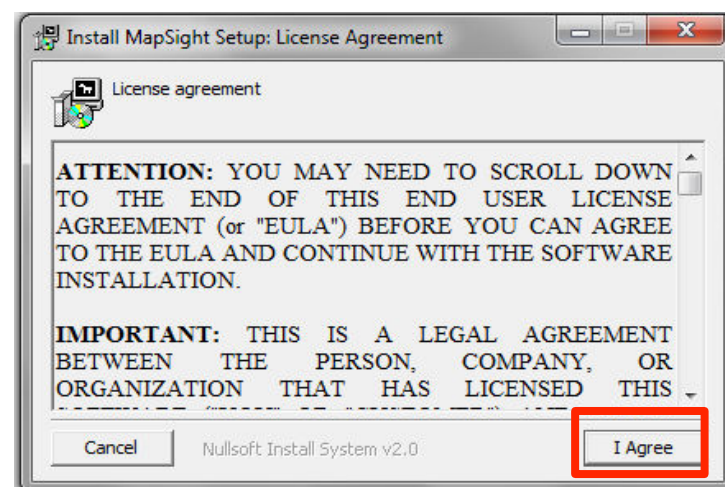 Install MapSight Setup: License Agreement
License agreement
ATTENTION: YOU MAY NEED TO SCROLL DOWN
TO THE END OF THIS END USER LICENSE
AGREEMENT (or "EULA") BEFORE YOU CAN AGREE
TO THE EULA AND CONTINUE WITH THE SOFTWARE
INSTALLATION.
IMPORTANT: THIS IS A LEGAL AGREEMENT
BETWEEN THE PERSON, COMPANY, OR
ORGANIZATION THAT HAS LICENSED THIS
Cancel Nullsoft Install System v2.0 I Agree